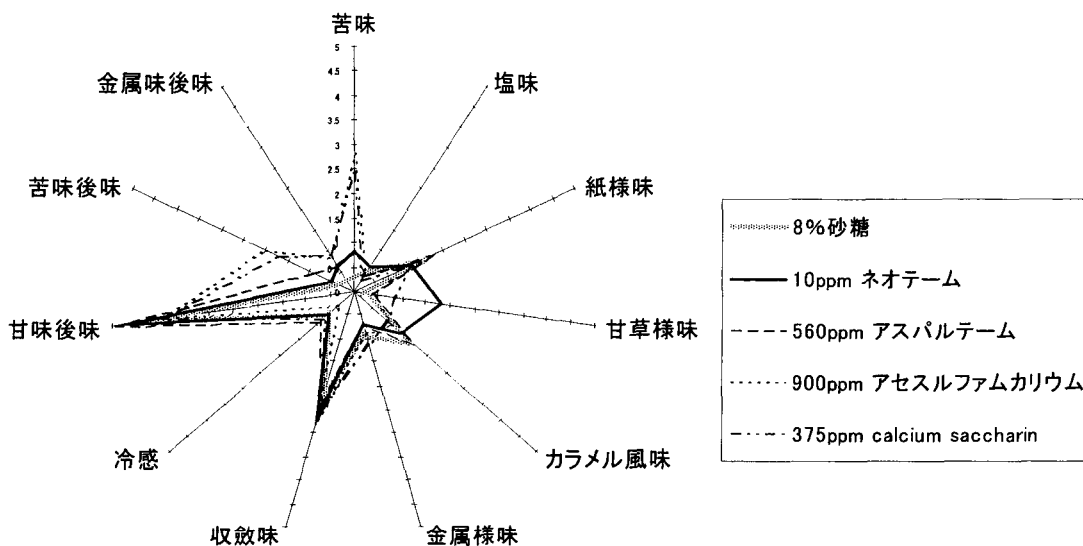 苦味
5
4.5
4
3.5
3
2.5
2
1.5
0
塩味
紙様味
甘草様味
カラメル風味
金属様味
収斂味
冷感
甘味後味
苦味後味
金属味後味
8%砂糖
10ppm ネオテーム
560ppm アスパルテーム
900ppm アセスルファムカリウム
375ppm calcium saccharin